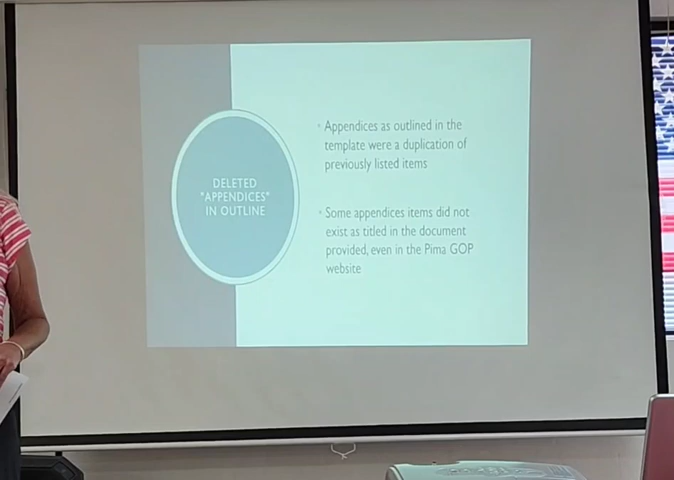 DELETED
"APPENDICES"
IN OUTLINE
Appendices as outlined in the
template were a duplication of
previously listed items
Some appendices items did not
exist as titled in the document
provided, even in the Pima GOP
website